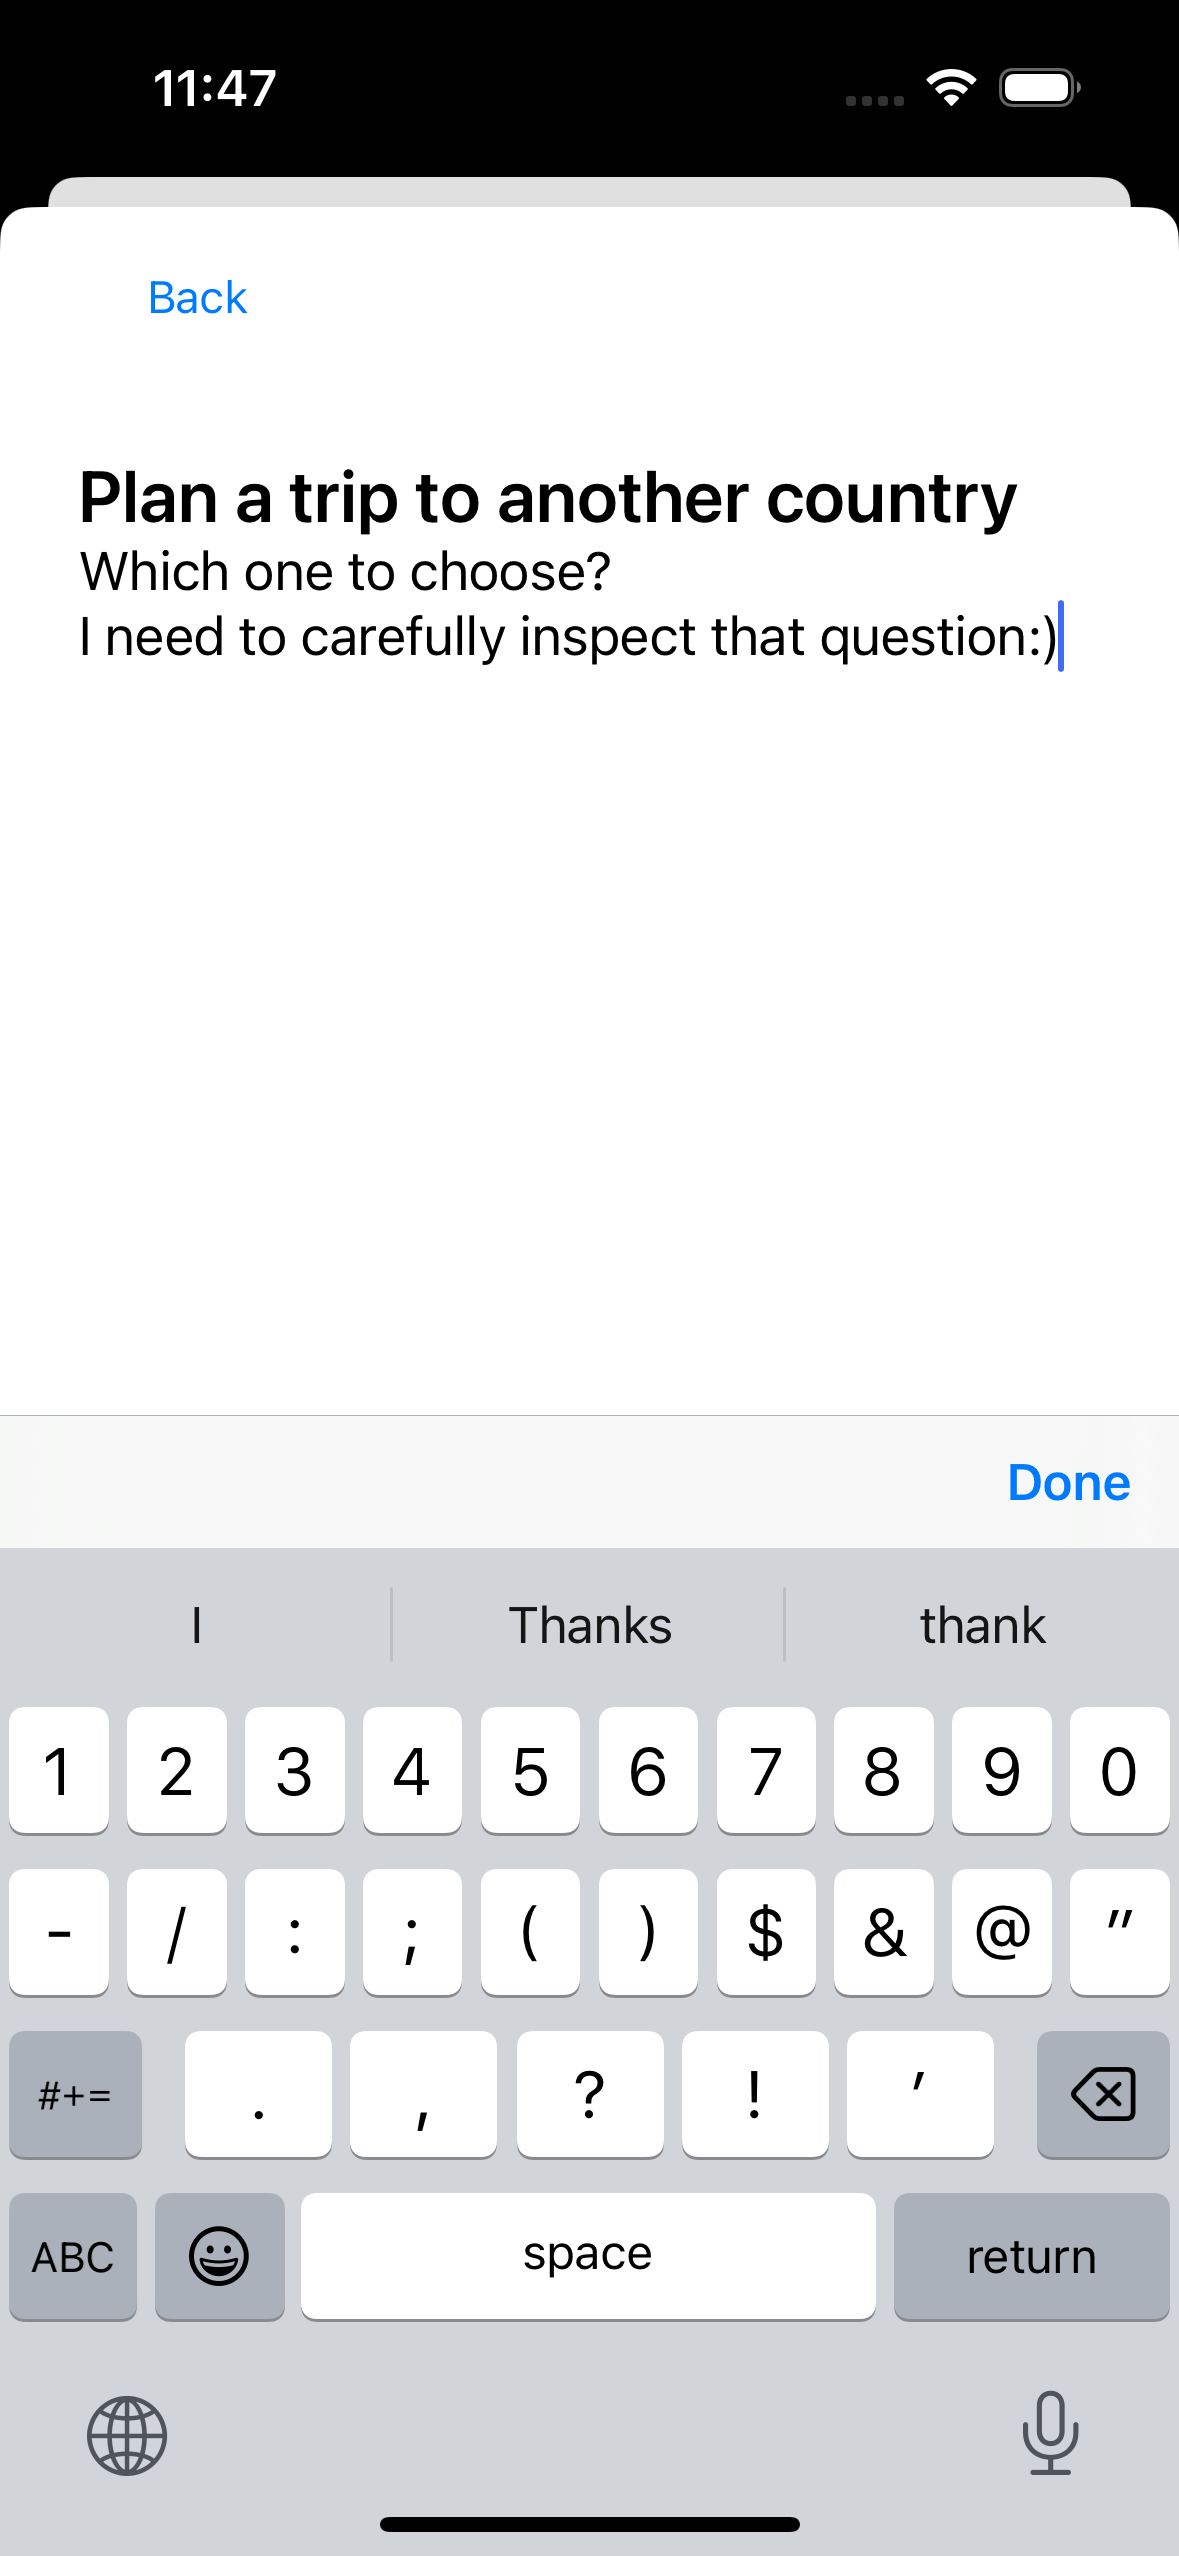 11:47
Back
Plan a trip to another country
Which one to choose?
I need to carefully inspect that question:)
Done
I Thanks thank
1 2 3 4 5 6 7 8 9 0
- / : ; ( ) $ & @ "
#+= . , ? ! '
ABC space return